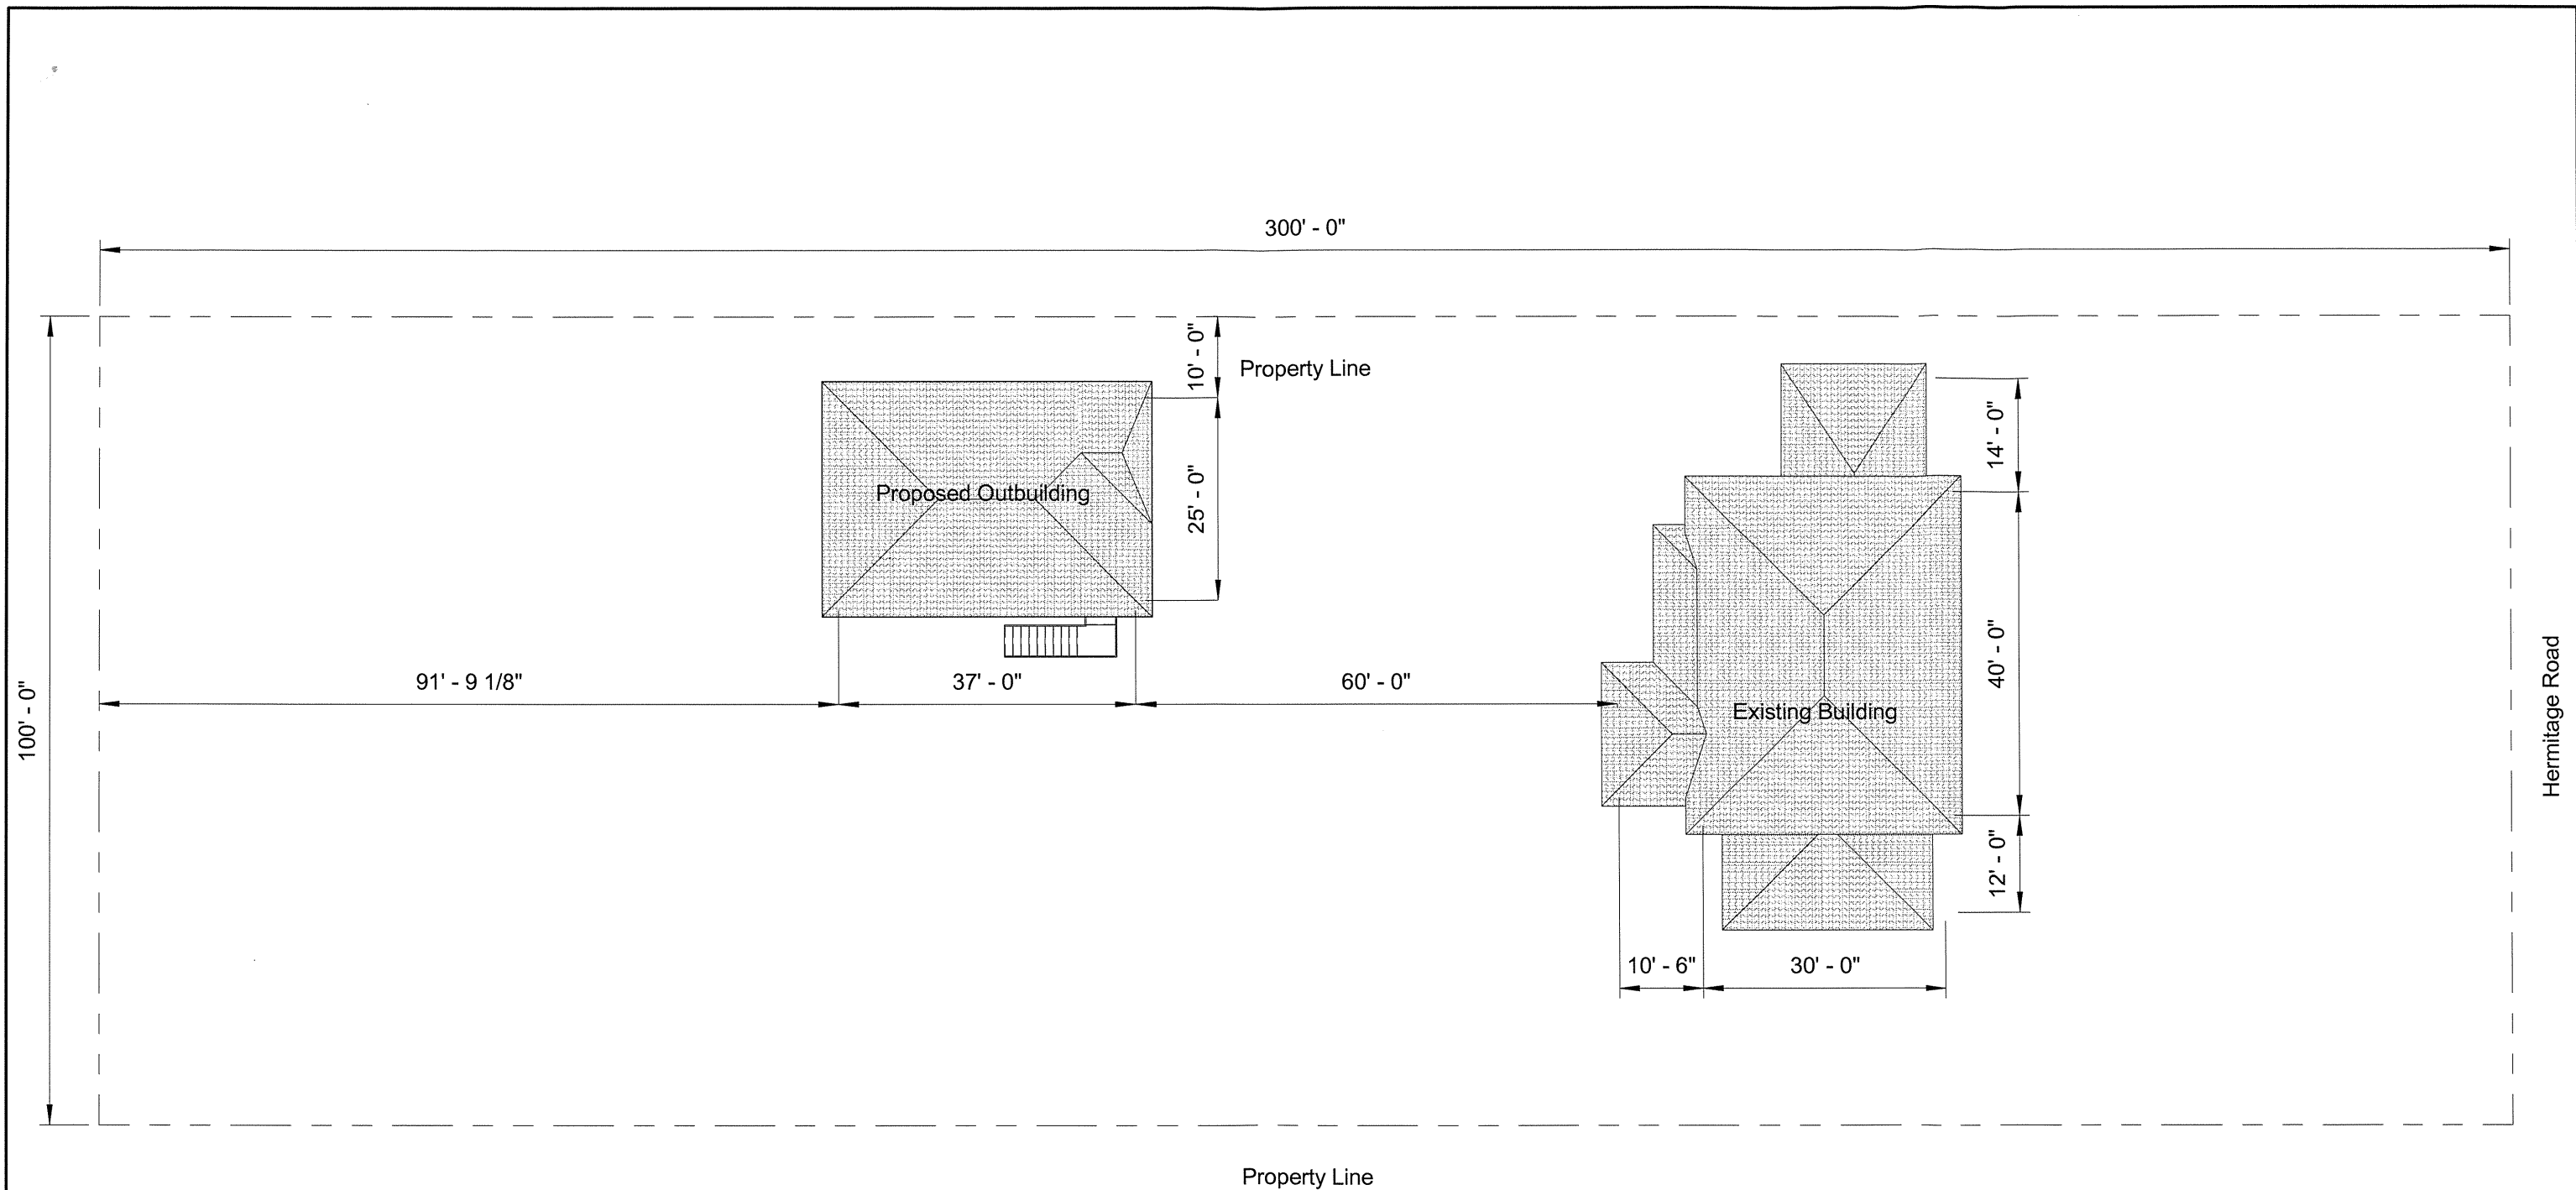 300' - 0"
10' - 0"
Property Line
14' - 0"
Proposed Outbuilding
25' - 0"
40' - 0"
Hermitage Road
100' - 0"
91' - 9 1/8"
37' - 0"
60' - 0"
Existing Building
12' - 0"
10' - 6"
30' - 0"
Property Line